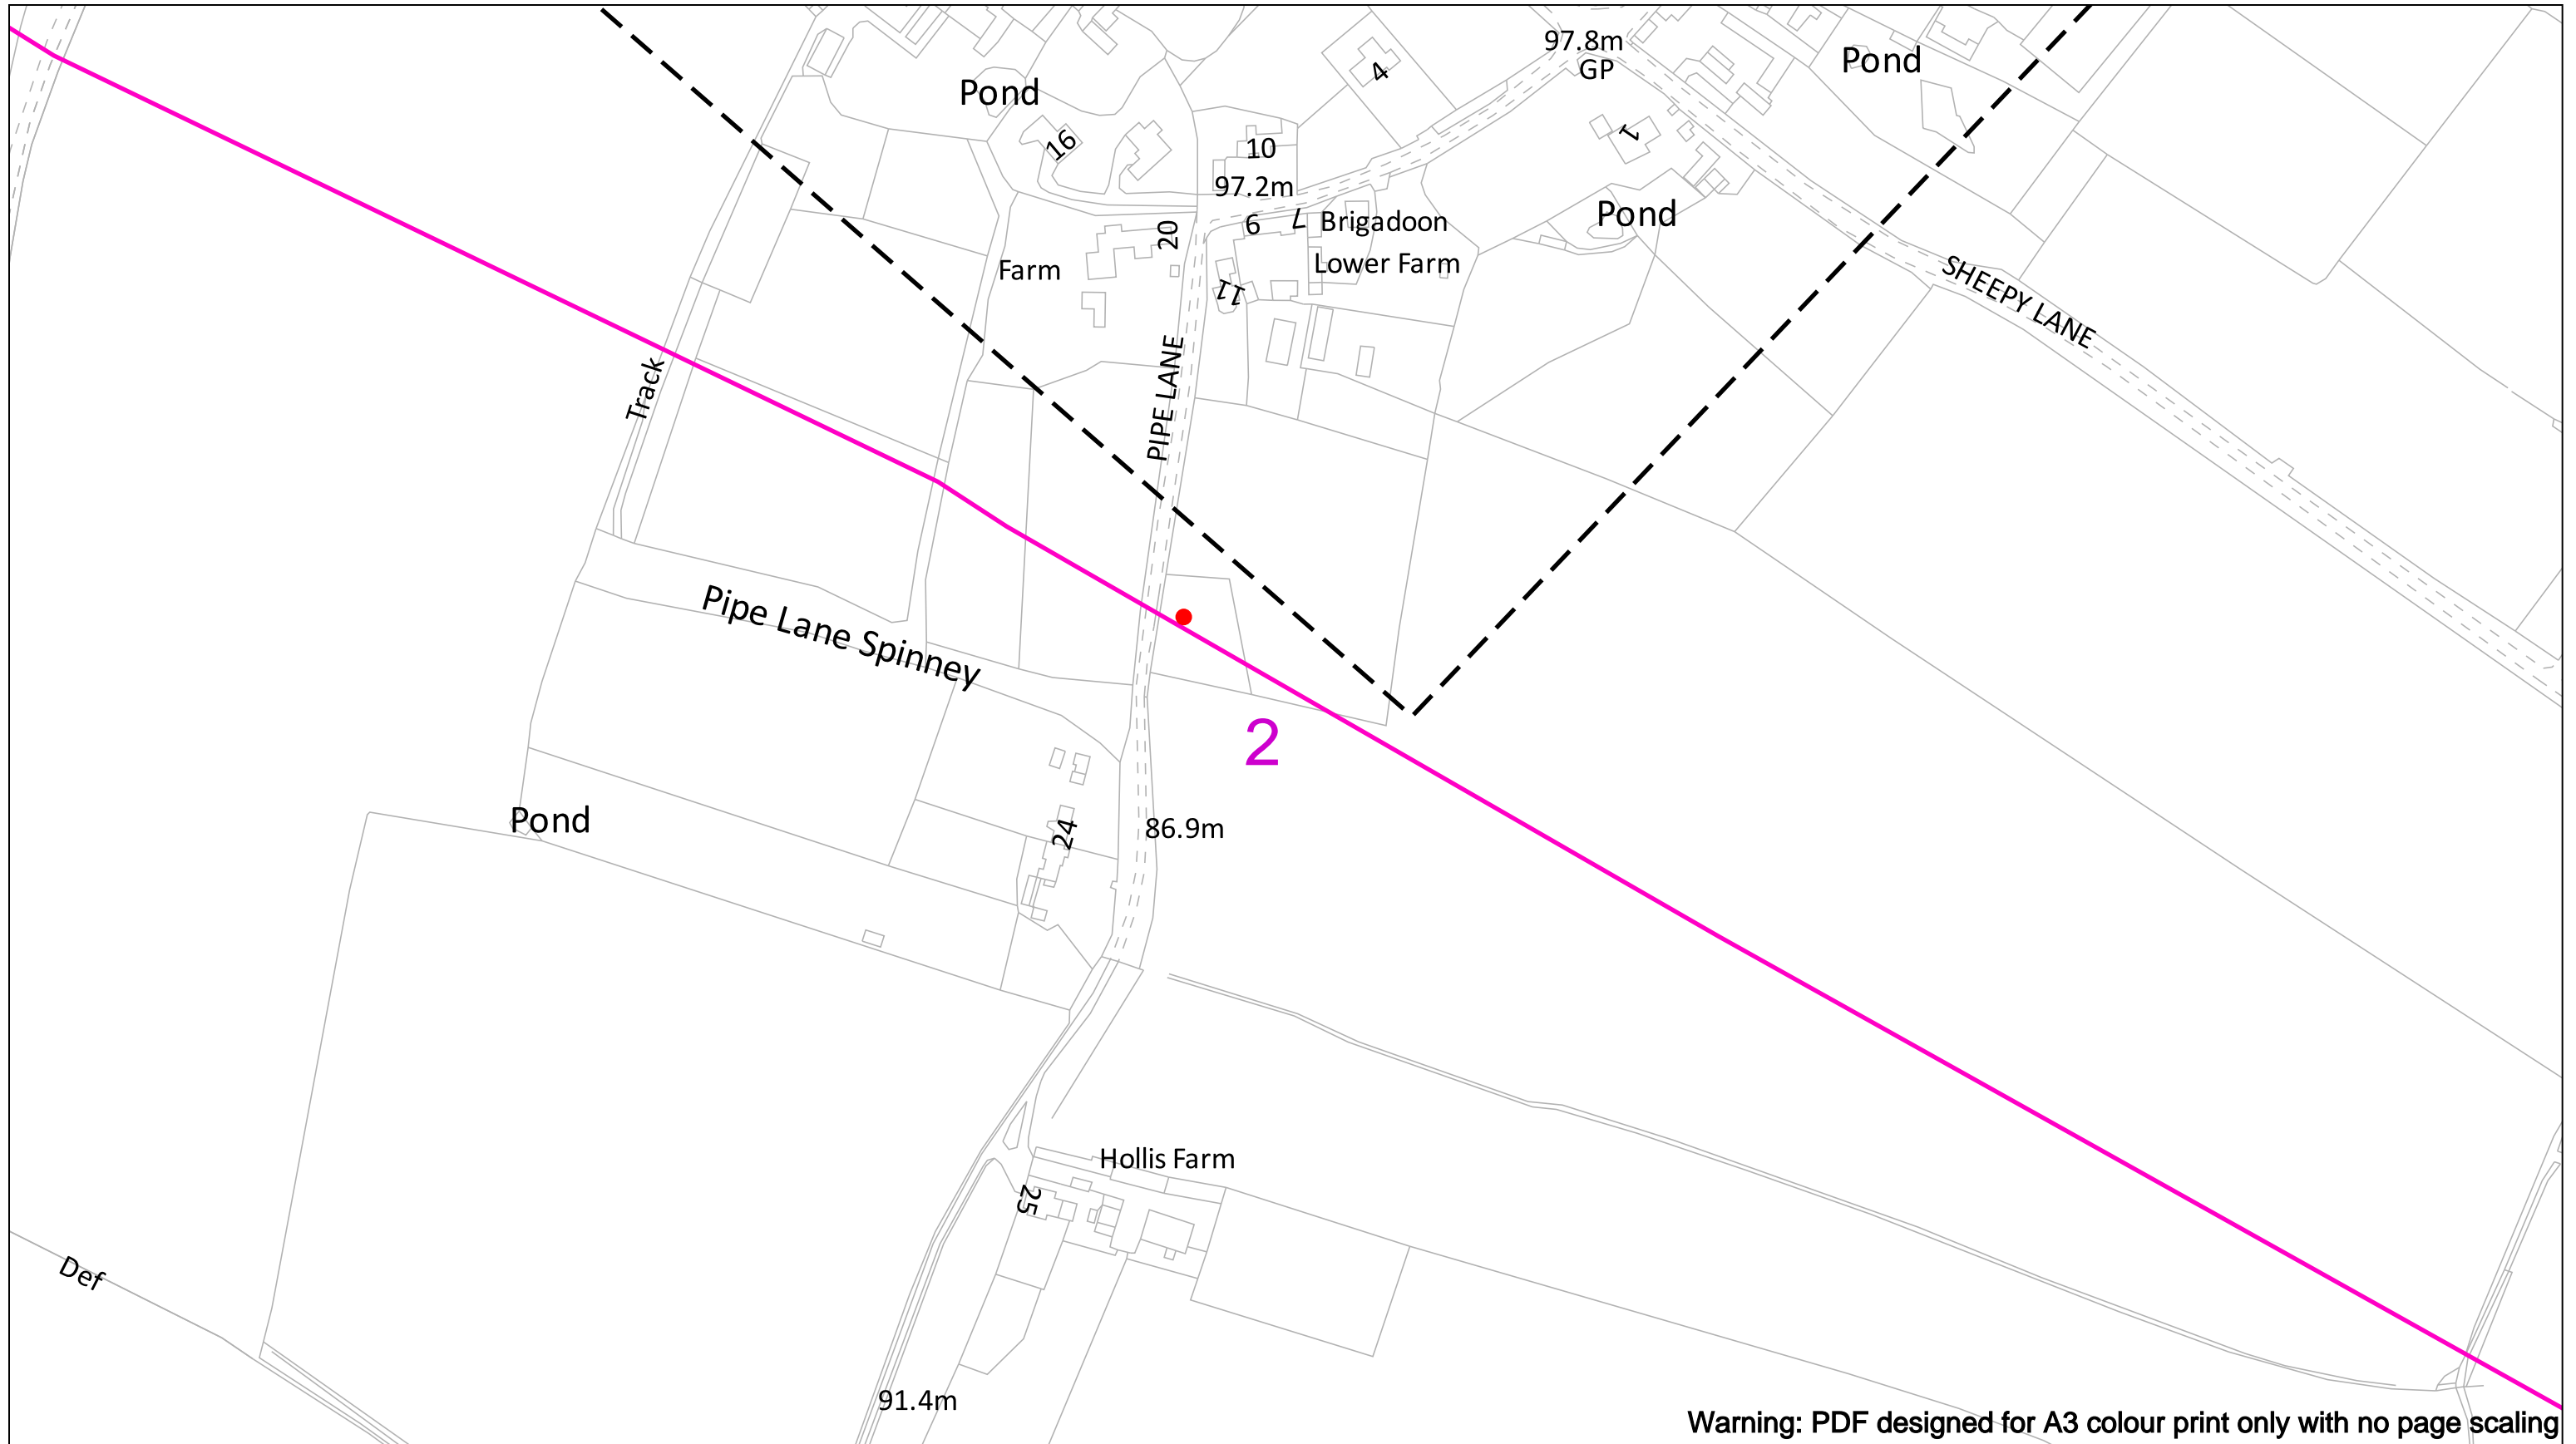 97.8m
GP
Pond
Pond
4
16
10
1
97.2m
Pond
20
6
7
Brigadoon
Farm
Lower Farm
11
SHEEPY LANE
PIPE LANE
Track
Pipe Lane Spinney
2
Pond
24
86.9m
Hollis Farm
25
Def
91.4m
Warning: PDF designed for A3 colour print only with no page scaling